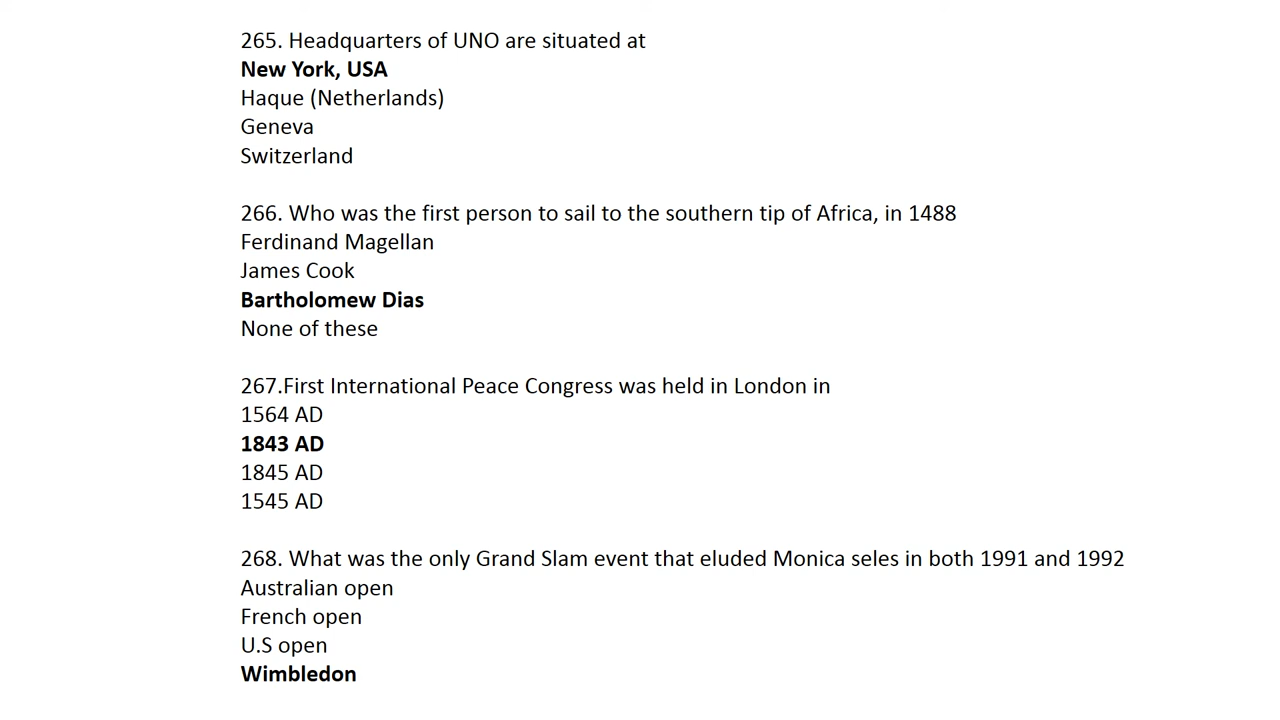 265. Headquarters of UNO are situated at
New York, USA
Haque (Netherlands)
Geneva
Switzerland
266. Who was the first person to sail to the southern tip of Africa, in 1488
Ferdinand Magellan
James Cook
Bartholomew Dias
None of these
267.First International Peace Congress was held in London in
1564 AD
1843 AD
1845 AD
1545 AD
268. What was the only Grand Slam event that eluded Monica seles in both 1991 and 1992
Australian open
French open
U.S open
Wimbledon